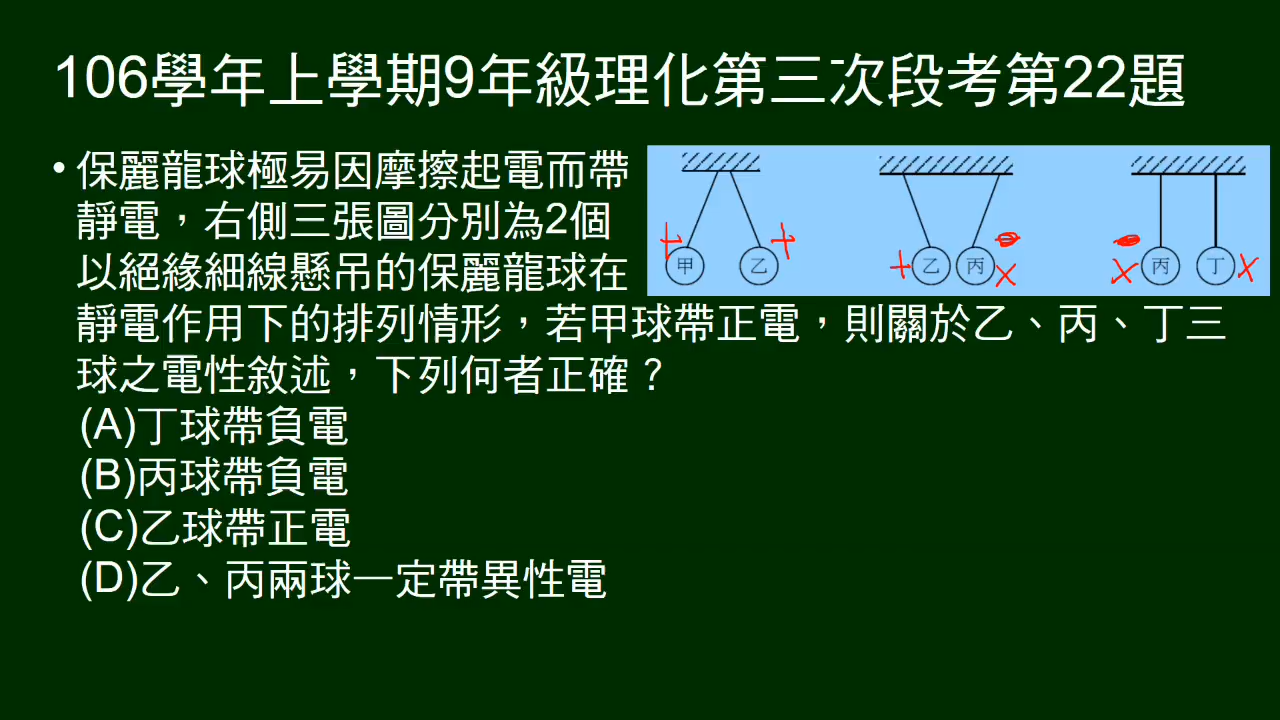 106學年上學期9年級理化第三次段考第22題
• 保麗龍球極易因摩擦起電而帶
靜電，右側三張圖分別為2個
以絕緣細線懸吊的保麗龍球在
靜電作用下的排列情形，若甲球帶正電，則關於乙、丙、丁三
球之電性敘述，下列何者正確？
(A)丁球帶負電
(B)丙球帶負電
(C)乙球帶正電
(D)乙、丙兩球一定帶異性電
+ 甲 乙 +
+ 乙 丙 - ×
- × 丙 丁 ×